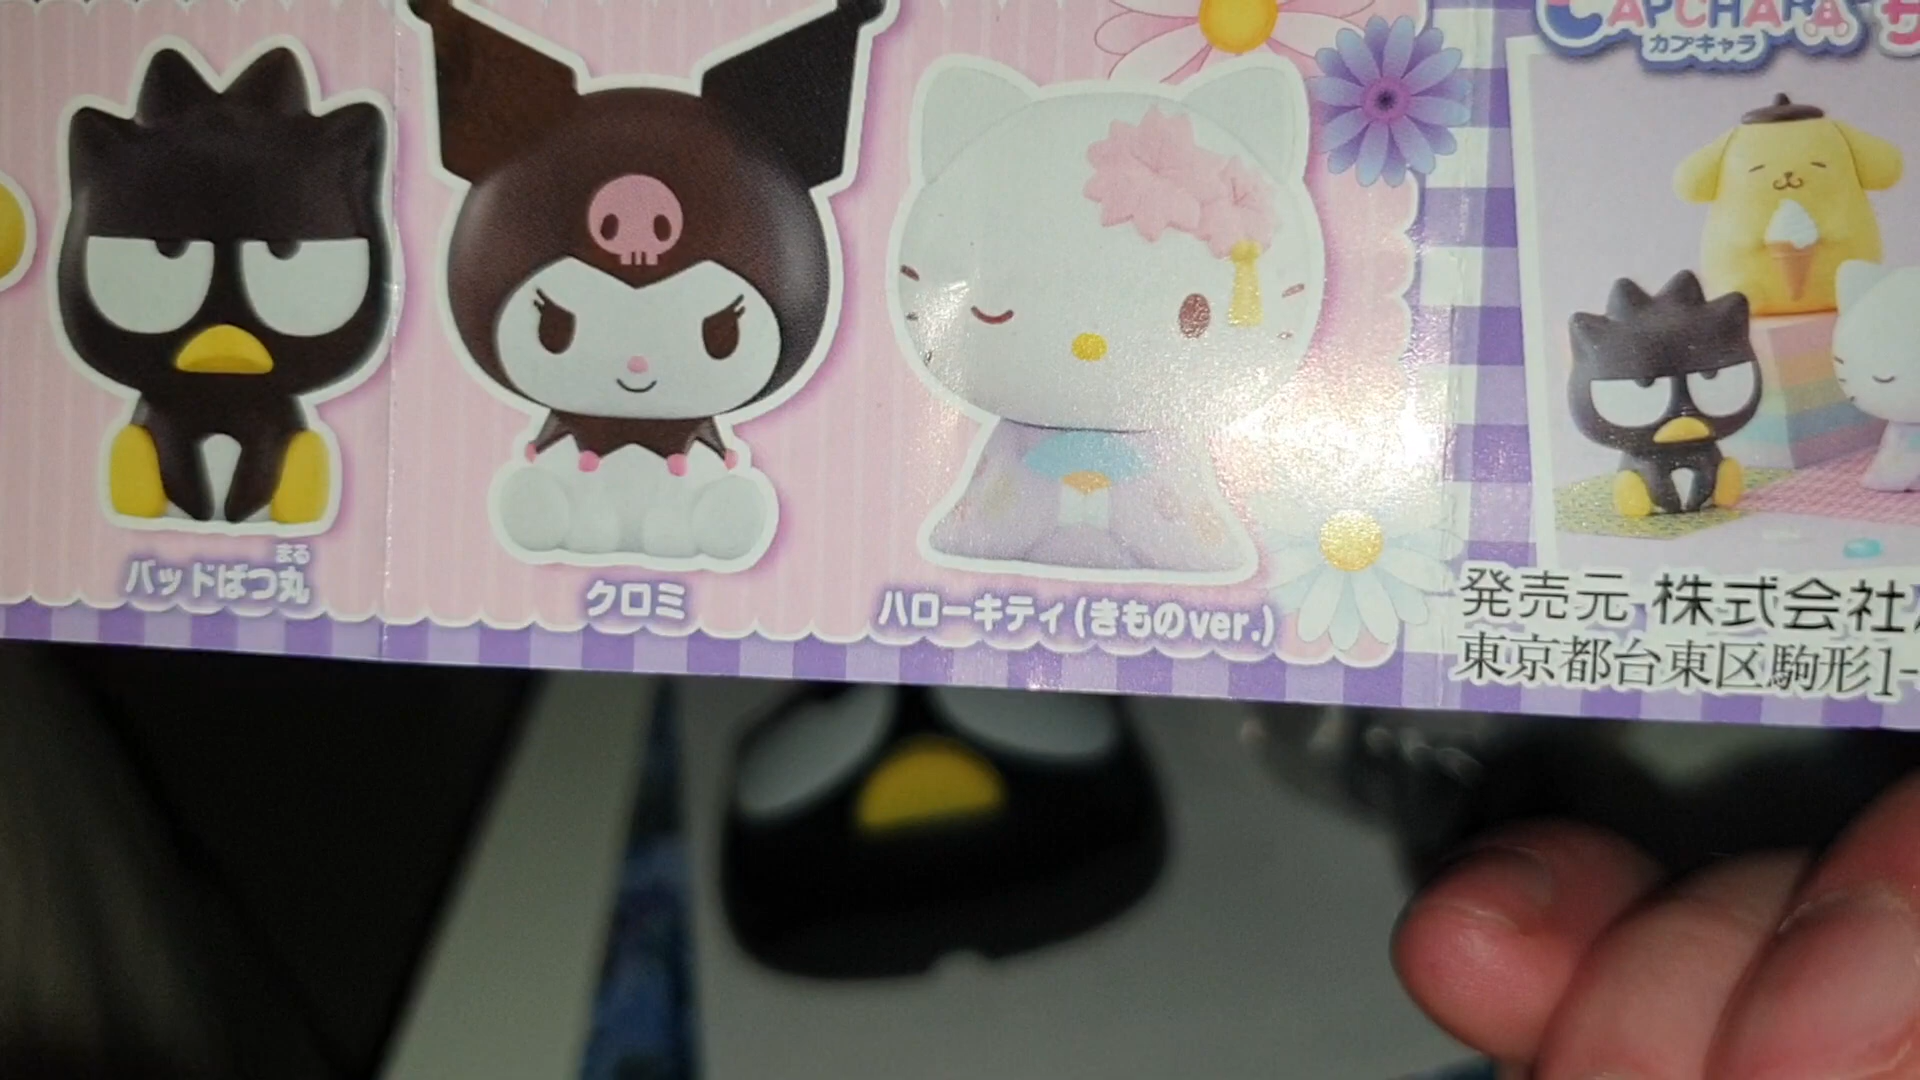 CAPCHARA
カプキャラ
まる
バッドばつ丸
クロミ
ハローキティ(きものver.)
発売元 株式会社
東京都台東区駒形1-